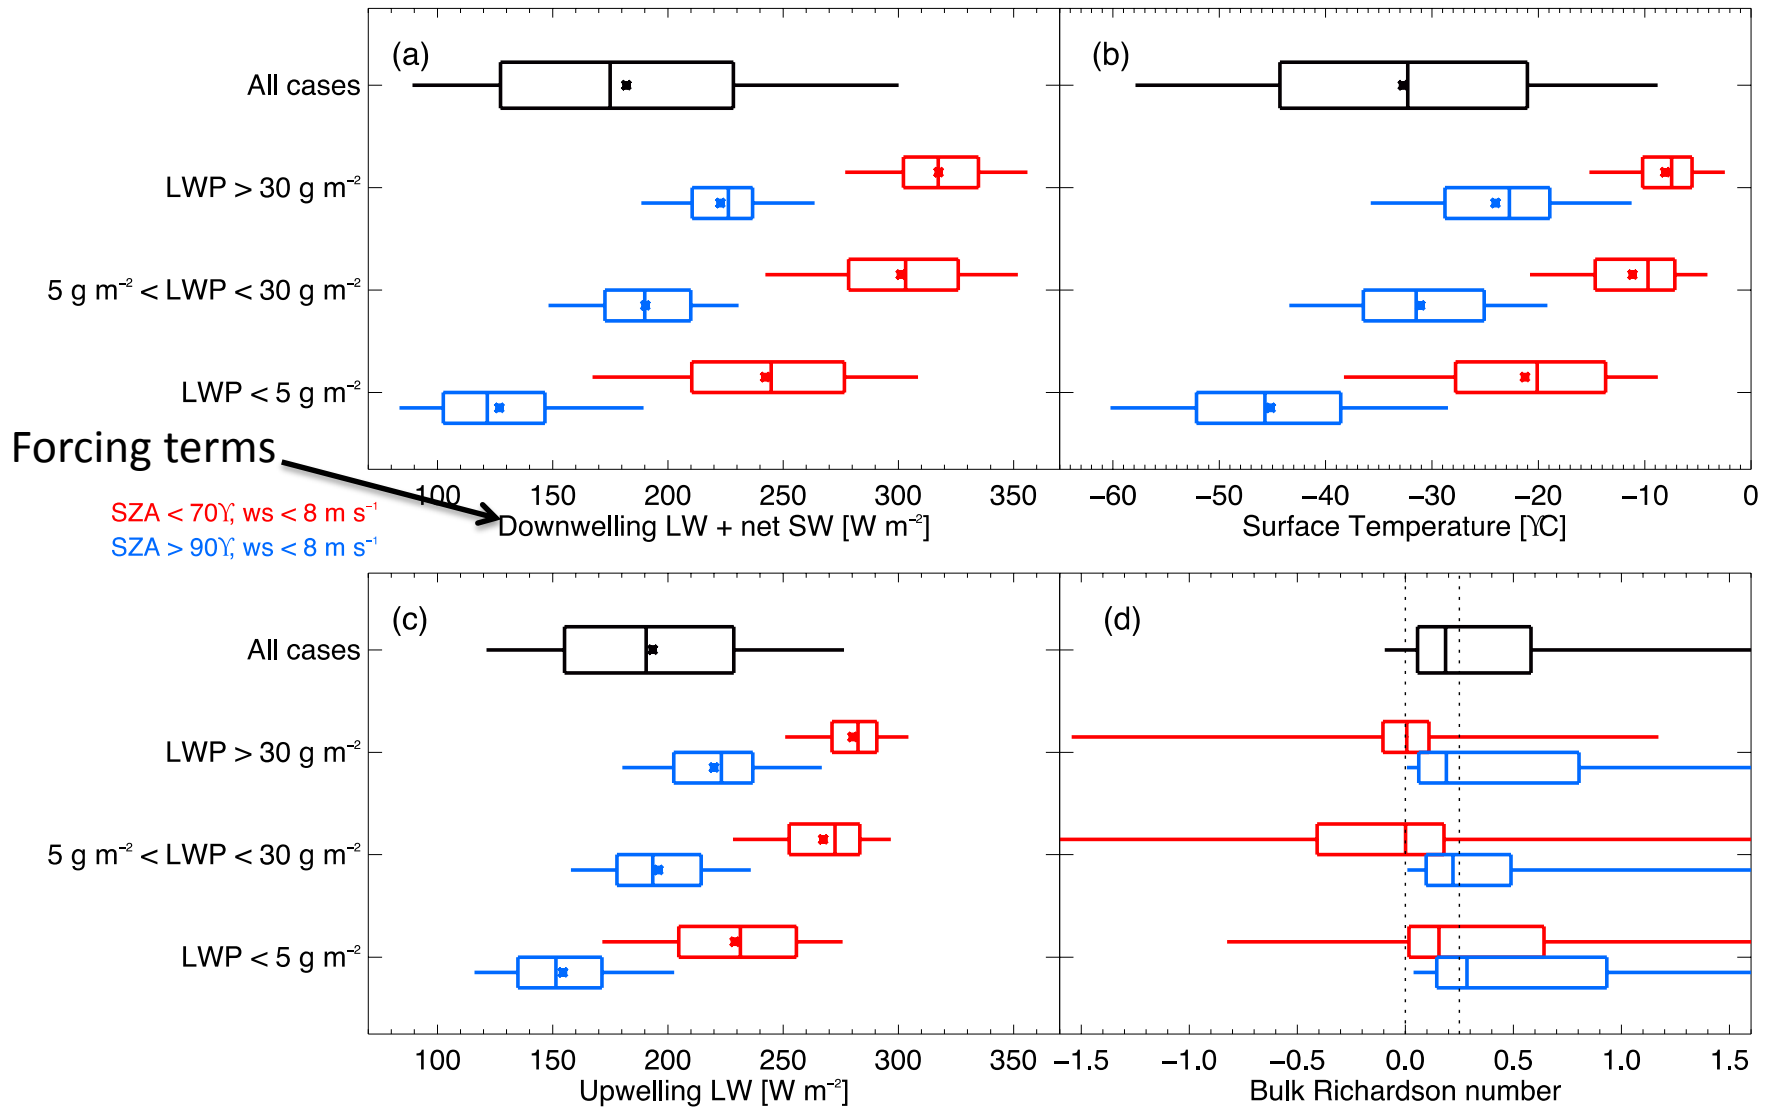 (a)
(b)
All cases
LWP > 30 g m⁻²
5 g m⁻² < LWP < 30 g m⁻²
LWP < 5 g m⁻²
Forcing terms
100 150 200 250 300 350
−60 −50 −40 −30 −20 −10 0
SZA < 70ϒ, ws < 8 m s⁻¹
Downwelling LW + net SW [W m⁻²]
Surface Temperature [ϒC]
SZA > 90ϒ, ws < 8 m s⁻¹
(c)
(d)
All cases
LWP > 30 g m⁻²
5 g m⁻² < LWP < 30 g m⁻²
LWP < 5 g m⁻²
100 150 200 250 300 350
−1.5 −1.0 −0.5 0.0 0.5 1.0 1.5
Upwelling LW [W m⁻²]
Bulk Richardson number